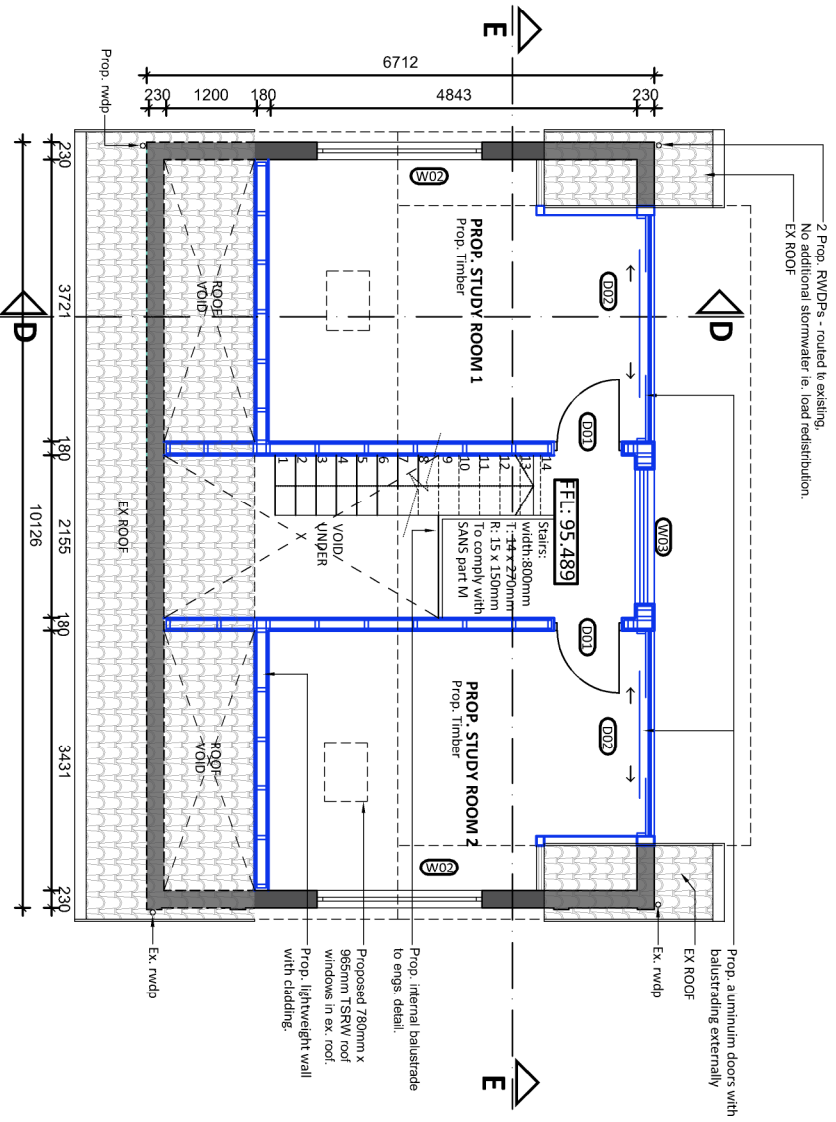 2 Prop. RWDPs - routed to existing,
No additional stormwater ie. load redistribution.
EX ROOF
Prop. aluminuim doors with
balustrading externally
EX ROOF
Ex. rwdp
Prop. rwdp
Ex. rwdp
E
E
D
D
6712
230
1200
180
4843
230
230
3721
180
2155
180
3431
230
10126
W02
D02
D01
W03
D01
D02
W02
PROP. STUDY ROOM 1
Prop. Timber
PROP. STUDY ROOM 2
Prop. Timber
FFL: 95.489
Stairs:
width:800mm
T: 14 x 270mm
R: 15 x 150mm
To comply with
SANS part M
1
2
3
4
5
6
7
8
9
10
11
12
13
14
VOID/
UNDER
X
ROOF
VOID
ROOF
VOID
EX ROOF
Prop. internal balustrade
to engs. detail.
Proposed 780mm x
965mm TSRW roof
windows in ex. roof.
Prop. lightweight wall
with cladding.